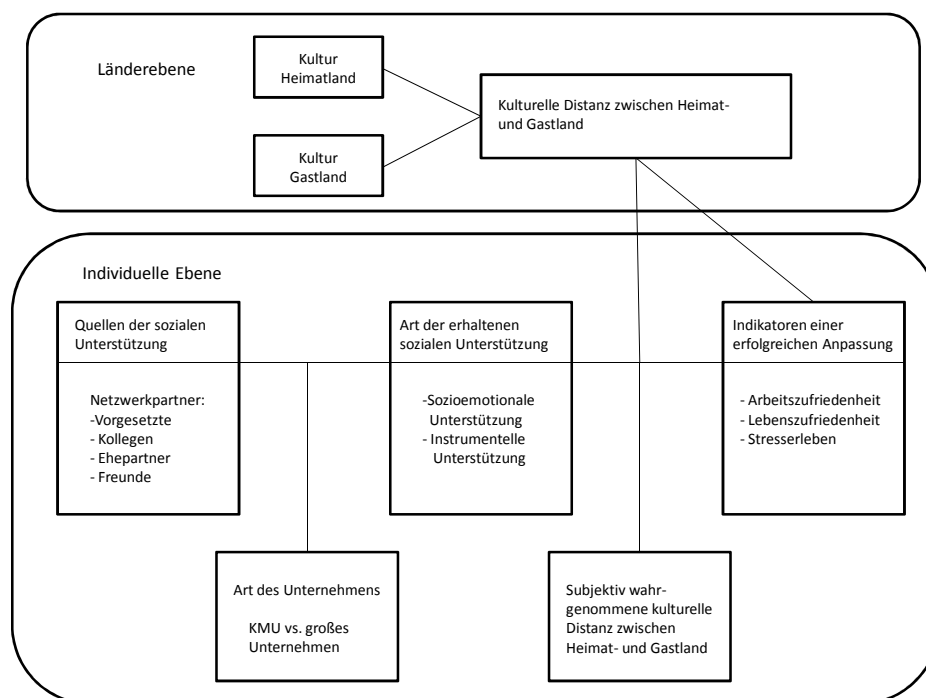 Länderebene
Kultur
Heimatland
Kulturelle Distanz zwischen Heimat-
und Gastland
Kultur
Gastland
Individuelle Ebene
Quellen der sozialen
Unterstützung
Netzwerkpartner:
-Vorgesetzte
- Kollegen
- Ehepartner
- Freunde
Art der erhaltenen
sozialen Unterstützung
-Sozioemotionale
Unterstützung
- Instrumentelle
Unterstützung
Indikatoren einer
erfolgreichen Anpassung
- Arbeitszufriedenheit
- Lebenszufriedenheit
- Stresserleben
Art des Unternehmens
KMU vs. großes
Unternehmen
Subjektiv wahr-
genommene kulturelle
Distanz zwischen
Heimat- und Gastland